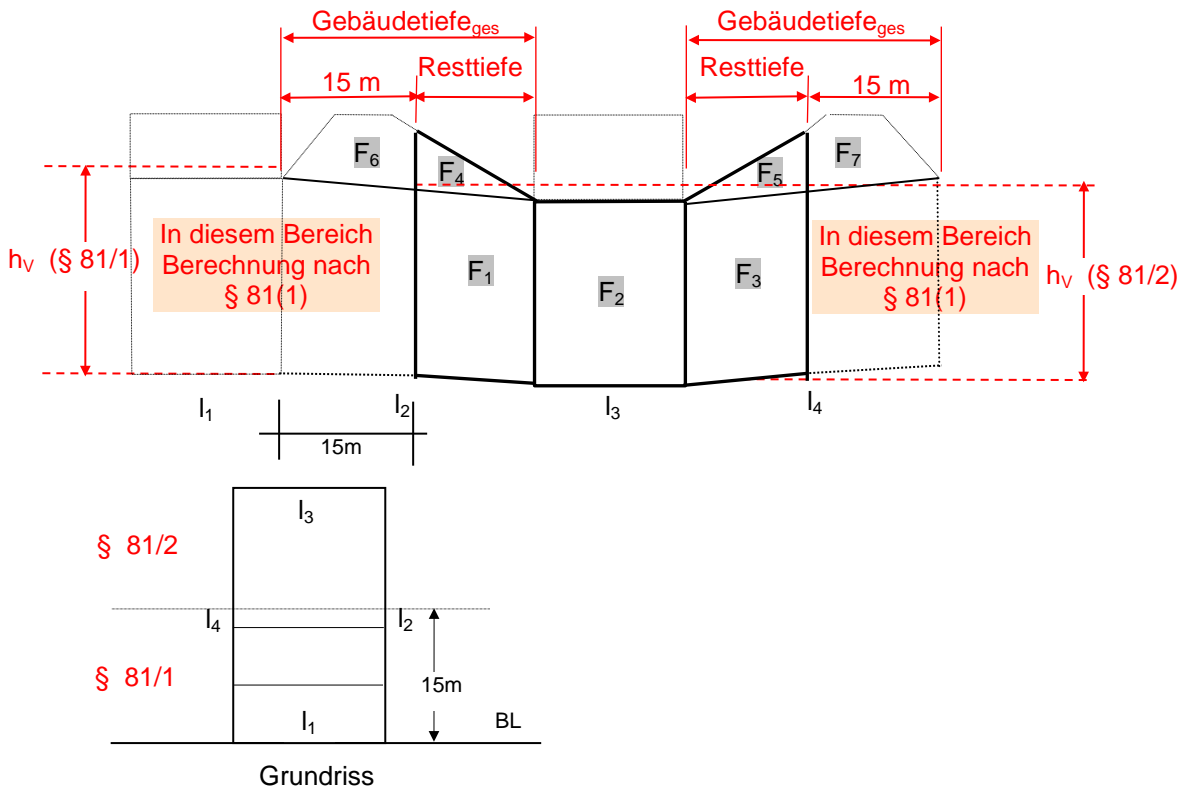 Gebäudetiefeges
Gebäudetiefeges
Resttiefe
Resttiefe
15 m
15 m
F6
F4
F5
F7
hV (§ 81/1)
In diesem Bereich
Berechnung nach
§ 81(1)
F1
F2
F3
In diesem Bereich
Berechnung nach
§ 81(1)
hV (§ 81/2)
l1
l2
l3
l4
15m
l3
§ 81/2
l4
l2
§ 81/1
15m
l1
BL
Grundriss